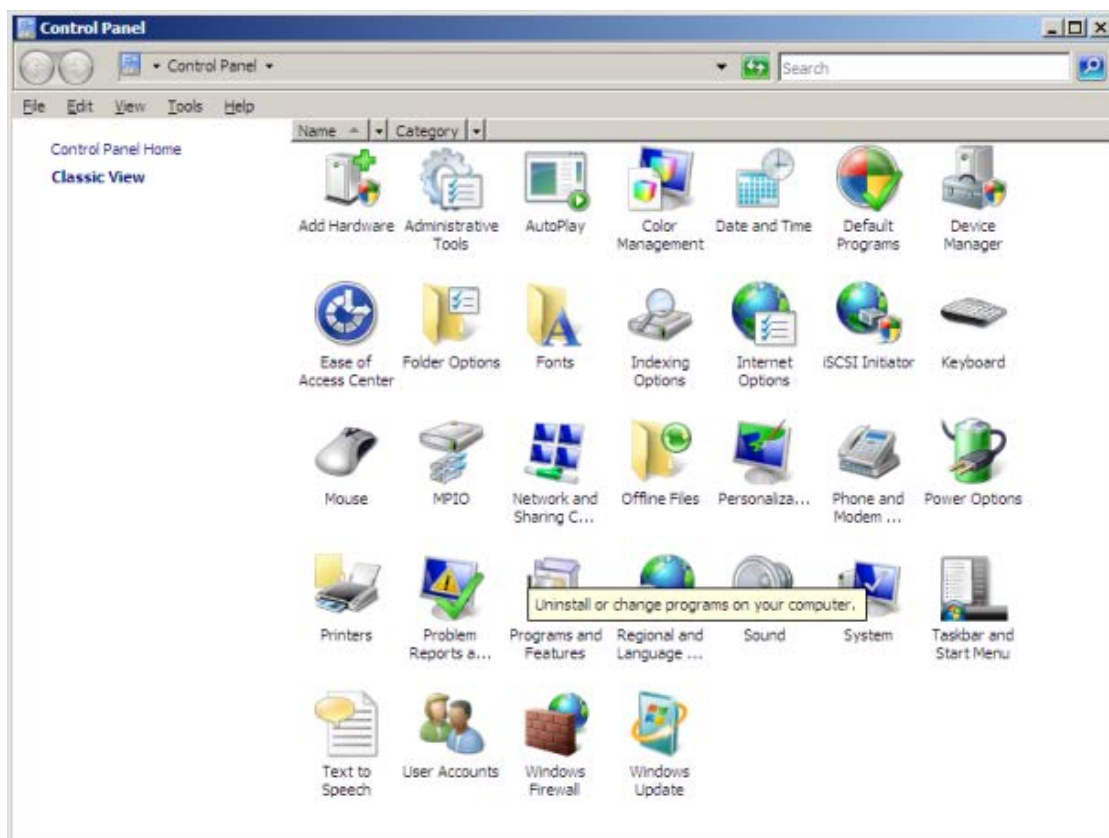 Control Panel
Control Panel
Search
File Edit View Tools Help
Name Category
Control Panel Home
Classic View
Add Hardware
Administrative
Tools
AutoPlay
Color
Management
Date and Time
Default
Programs
Device
Manager
Ease of
Access Center
Folder Options
Fonts
Indexing
Options
Internet
Options
iSCSI Initiator
Keyboard
Mouse
MPIO
Network and
Sharing C...
Offline Files
Personaliza...
Phone and
Modem ...
Power Options
Uninstall or change programs on your computer.
Printers
Problem
Reports a...
Programs and
Features
Regional and
Language ...
Sound
System
Taskbar and
Start Menu
Text to
Speech
User Accounts
Windows
Firewall
Windows
Update